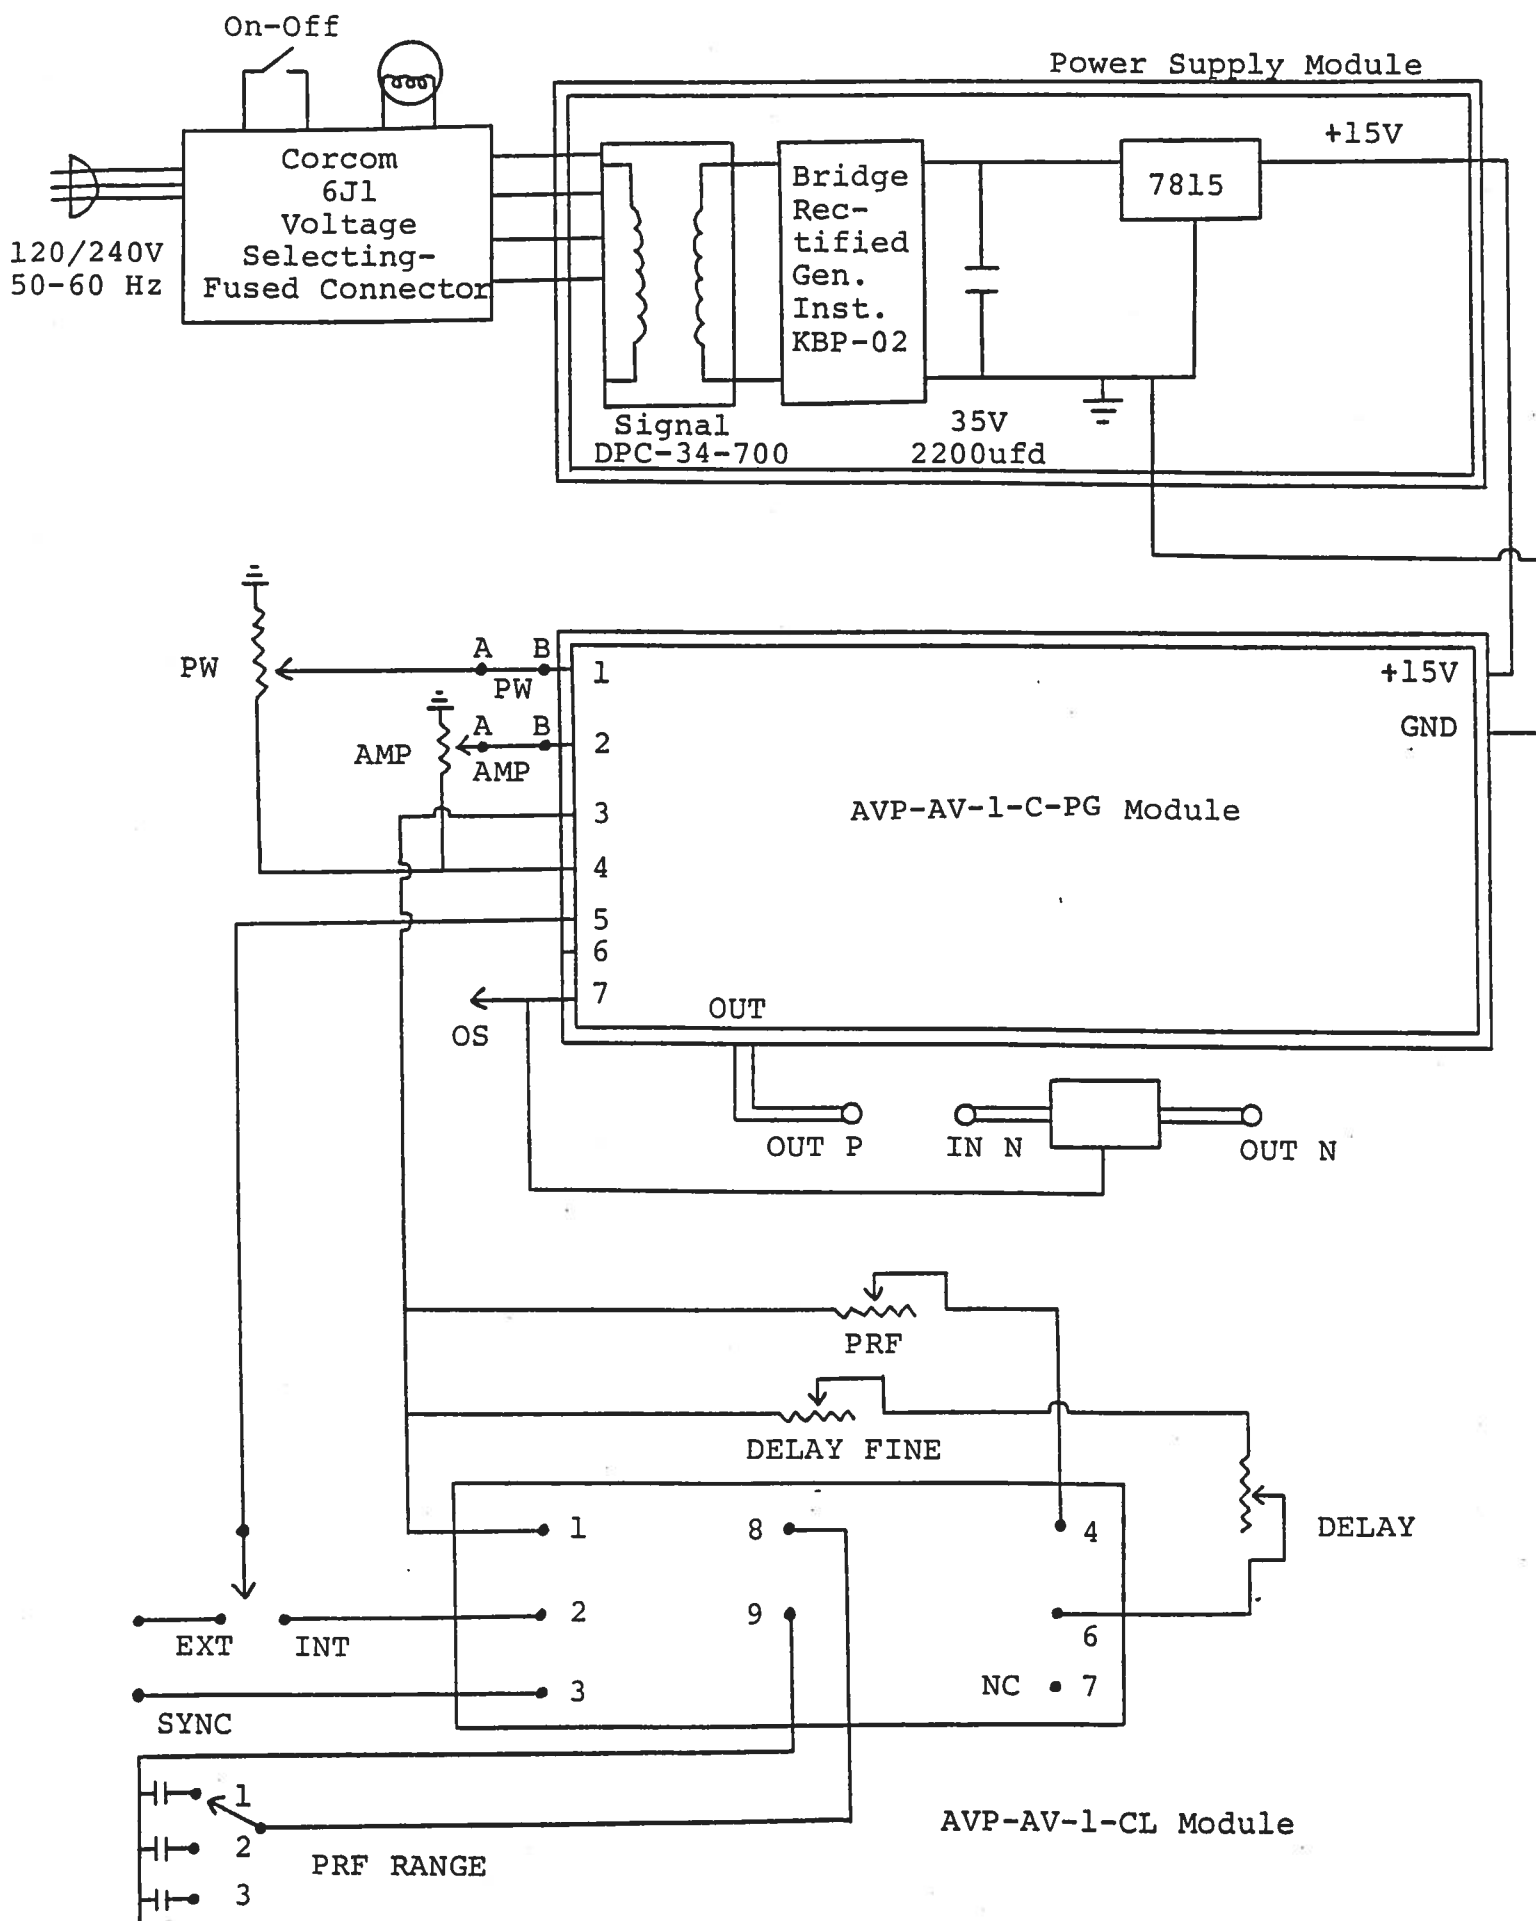 On-Off
Power Supply Module
Corcom
6J1
Voltage
Selecting-
Fused Connector
120/240V
50-60 Hz
Bridge
Rec-
tified
Gen.
Inst.
KBP-02
7815
+15V
Signal
DPC-34-700
35V
2200ufd
PW
A B
PW
1
AMP
A B
AMP
2
3
4
5
6
7
OS
OUT
+15V
GND
AVP-AV-1-C-PG Module
OUT P
IN N
OUT N
PRF
DELAY FINE
DELAY
1
8
4
2
9
6
3
NC
7
EXT
INT
SYNC
1
2
3
PRF RANGE
AVP-AV-1-CL Module